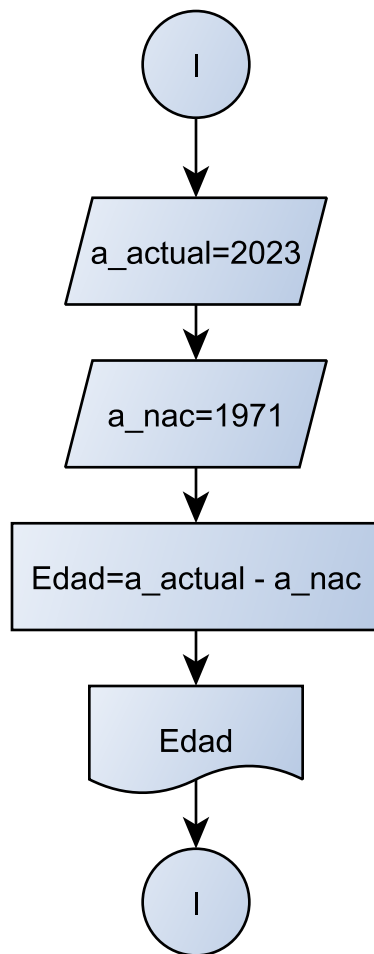 I
a_actual=2023
a_nac=1971
Edad=a_actual - a_nac
Edad
I